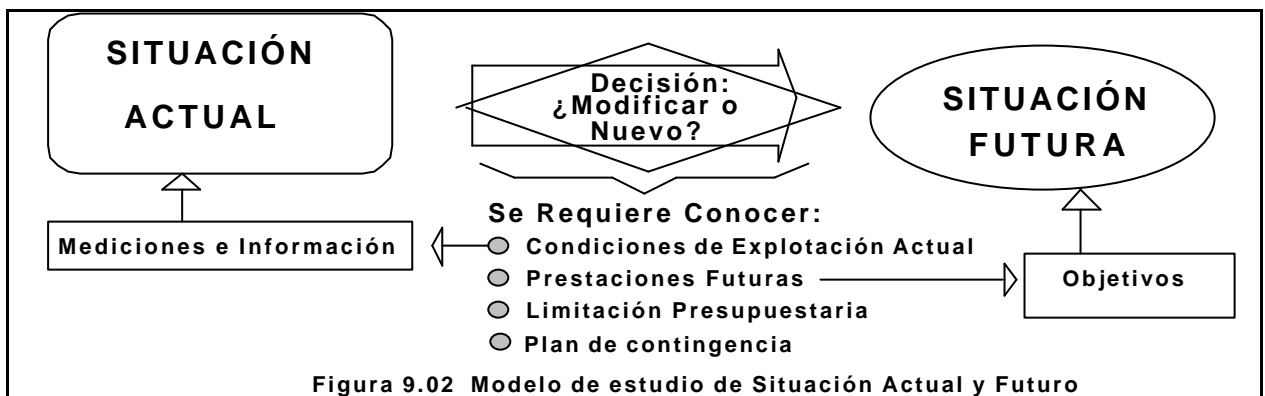 SITUACIÓN
ACTUAL
Decisión:
¿Modificar o
Nuevo?
SITUACIÓN
FUTURA
Mediciones e Información
Se Requiere Conocer:
Condiciones de Explotación Actual
Prestaciones Futuras
Limitación Presupuestaria
Plan de contingencia
Objetivos
Figura 9.02 Modelo de estudio de Situación Actual y Futuro